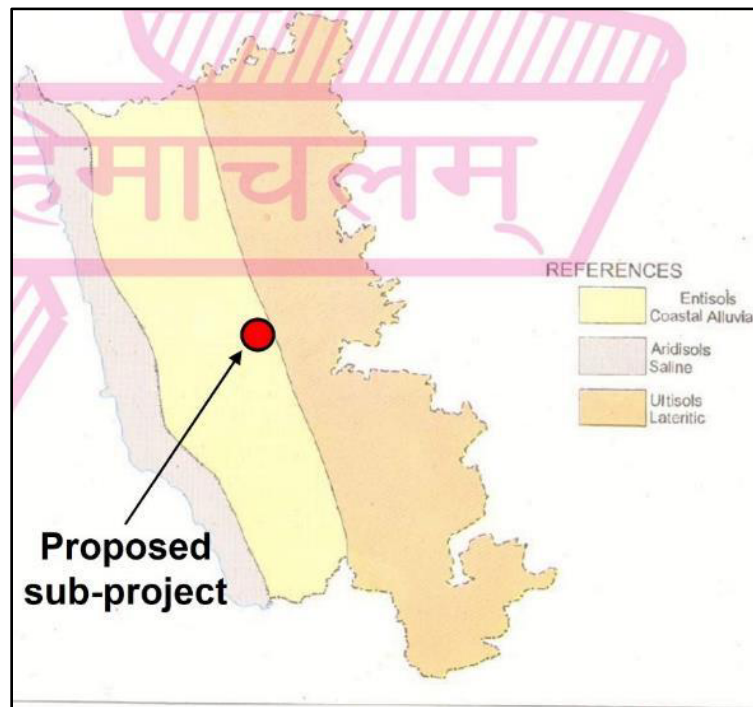 हिमाचलम्
REFERENCES
Entisols
Coastal Alluvia
Aridisols
Saline
Ultisols
Lateritic
Proposed
sub-project